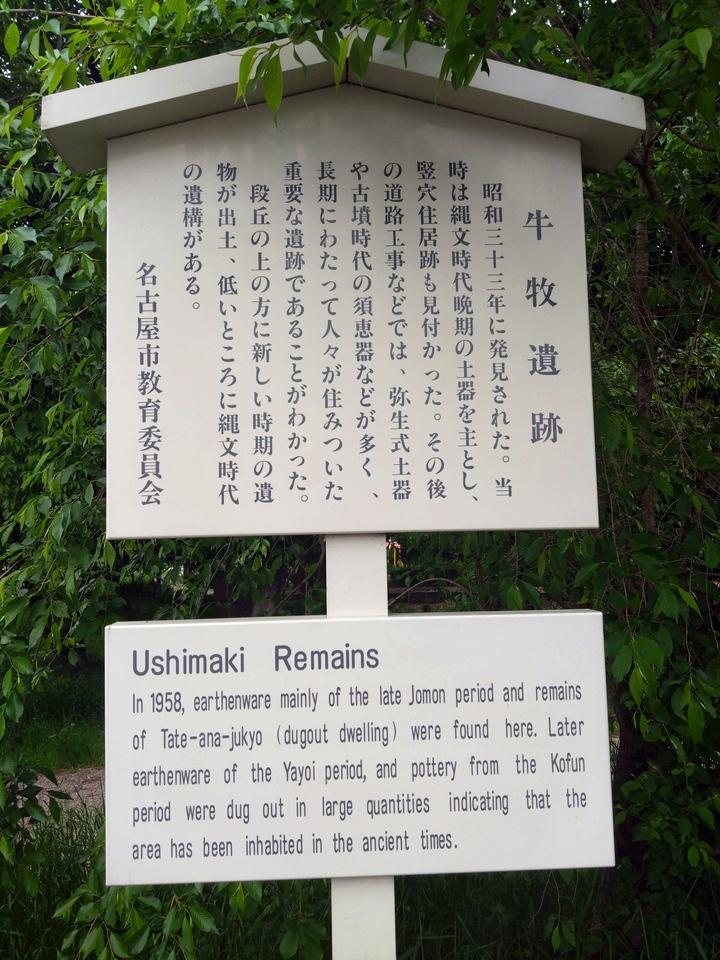 牛牧遺跡
昭和三十三年に発見された。当
時は縄文時代晩期の土器を主とし、
竪穴住居跡も見付かった。その後
の道路工事などでは、弥生式土器
や古墳時代の須恵器などが多く、
長期にわたって人々が住みついた
重要な遺跡であることがわかった。
段丘の上の方に新しい時期の遺
物が出土、低いところに縄文時代
の遺構がある。
名古屋市教育委員会
Ushimaki Remains
In 1958, earthenware mainly of the late Jomon period and remains
of Tate-ana-jukyo (dugout dwelling) were found here. Later
earthenware of the Yayoi period, and pottery from the Kofun
period were dug out in large quantities indicating that the
area has been inhabited in the ancient times.